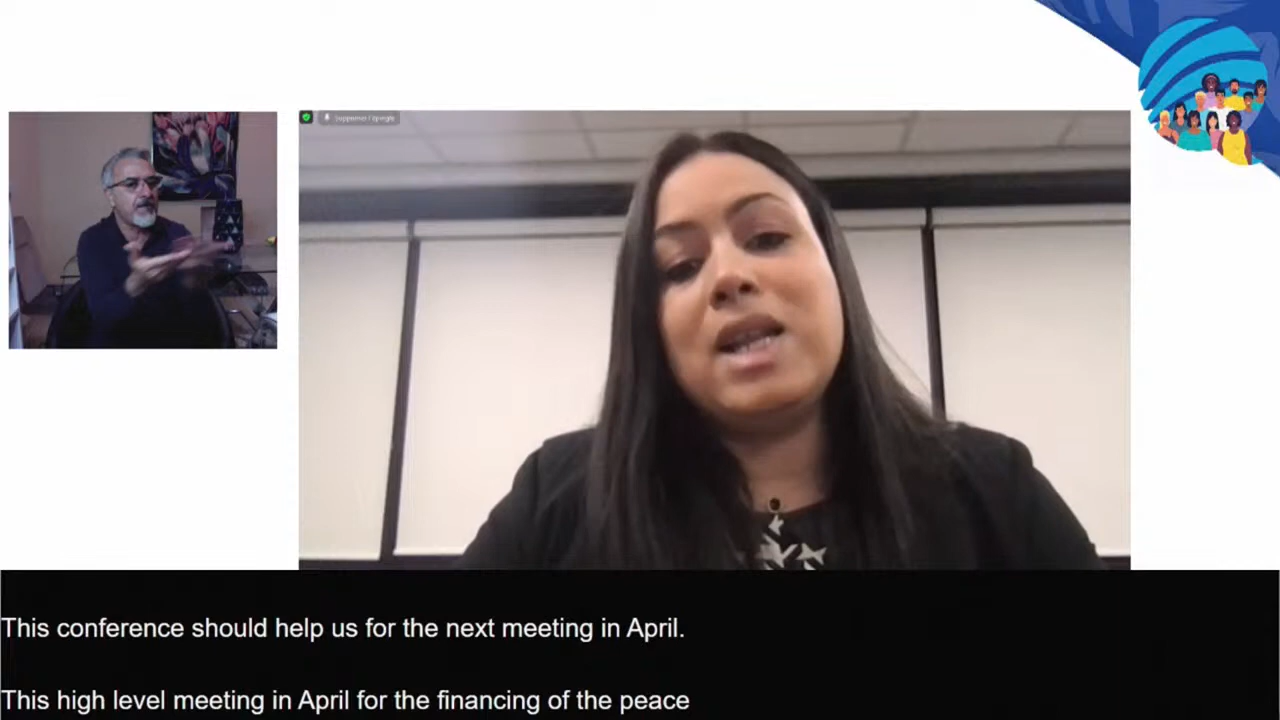 This conference should help us for the next meeting in April.
This high level meeting in April for the financing of the peace